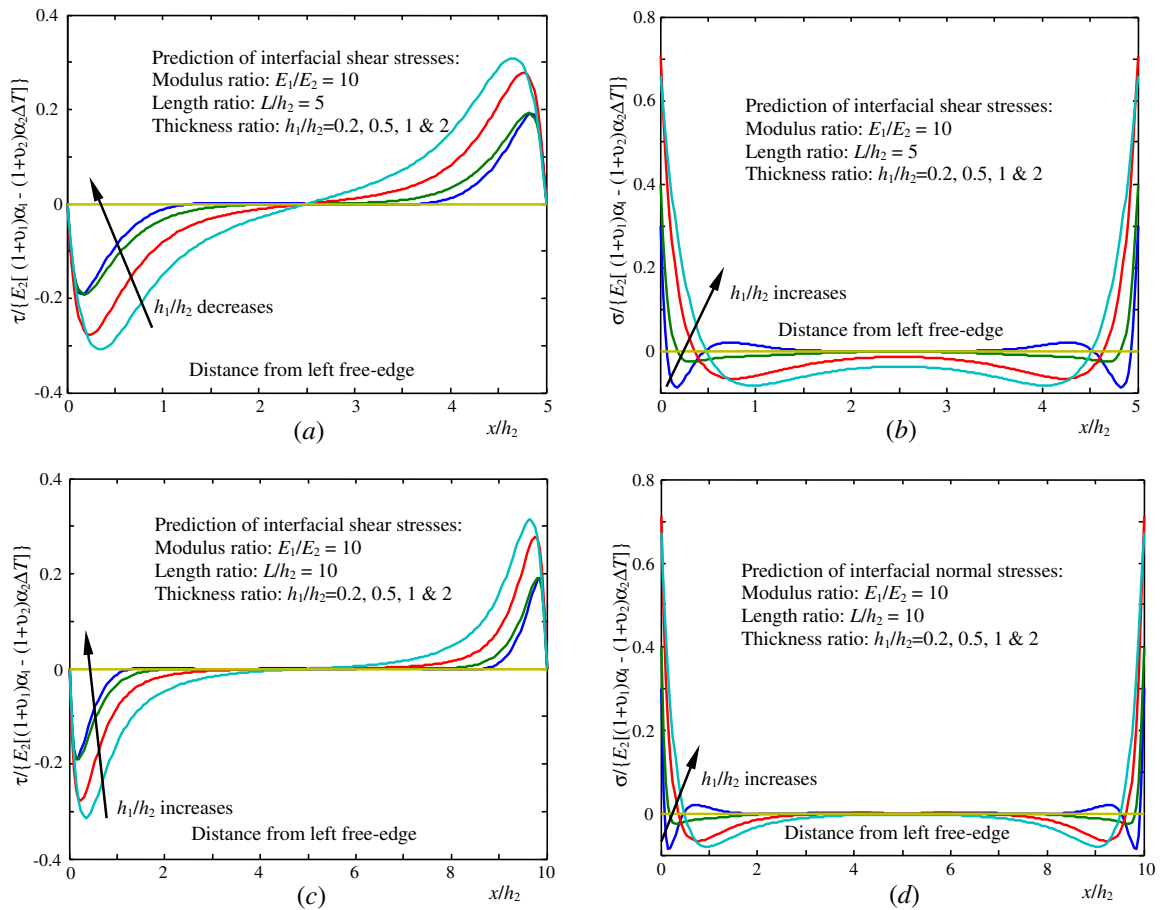 0.4
0.2
0
-0.2
-0.4
τ/{E2[ (1+υ1)α1 - (1+υ2)α2ΔT]}
Prediction of interfacial shear stresses:
Modulus ratio: E1/E2 = 10
Length ratio: L/h2 = 5
Thickness ratio: h1/h2=0.2, 0.5, 1 & 2
h1/h2 decreases
Distance from left free-edge
0 1 2 3 4 5
x/h2
(a)
0.8
0.6
0.4
0.2
0
σ/{E2[ (1+υ1)α1 - (1+υ2)α2ΔT]}
Prediction of interfacial shear stresses:
Modulus ratio: E1/E2 = 10
Length ratio: L/h2 = 5
Thickness ratio: h1/h2=0.2, 0.5, 1 & 2
h1/h2 increases
Distance from left free-edge
0 1 2 3 4 5
x/h2
(b)
0.4
0.2
0
-0.2
-0.4
τ/{E2[(1+υ1)α1 - (1+υ2)α2ΔT]}
Prediction of interfacial shear stresses:
Modulus ratio: E1/E2 = 10
Length ratio: L/h2 = 10
Thickness ratio: h1/h2=0.2, 0.5, 1 & 2
h1/h2 increases
Distance from left free-edge
0 2 4 6 8 10
x/h2
(c)
0.8
0.6
0.4
0.2
0
σ/{E2[(1+υ1)α1 - (1+υ2)α2ΔT]}
Prediction of interfacial normal stresses:
Modulus ratio: E1/E2 = 10
Length ratio: L/h2 = 10
Thickness ratio: h1/h2=0.2, 0.5, 1 & 2
h1/h2 increases
Distance from left free-edge
0 2 4 6 8 10
x/h2
(d)